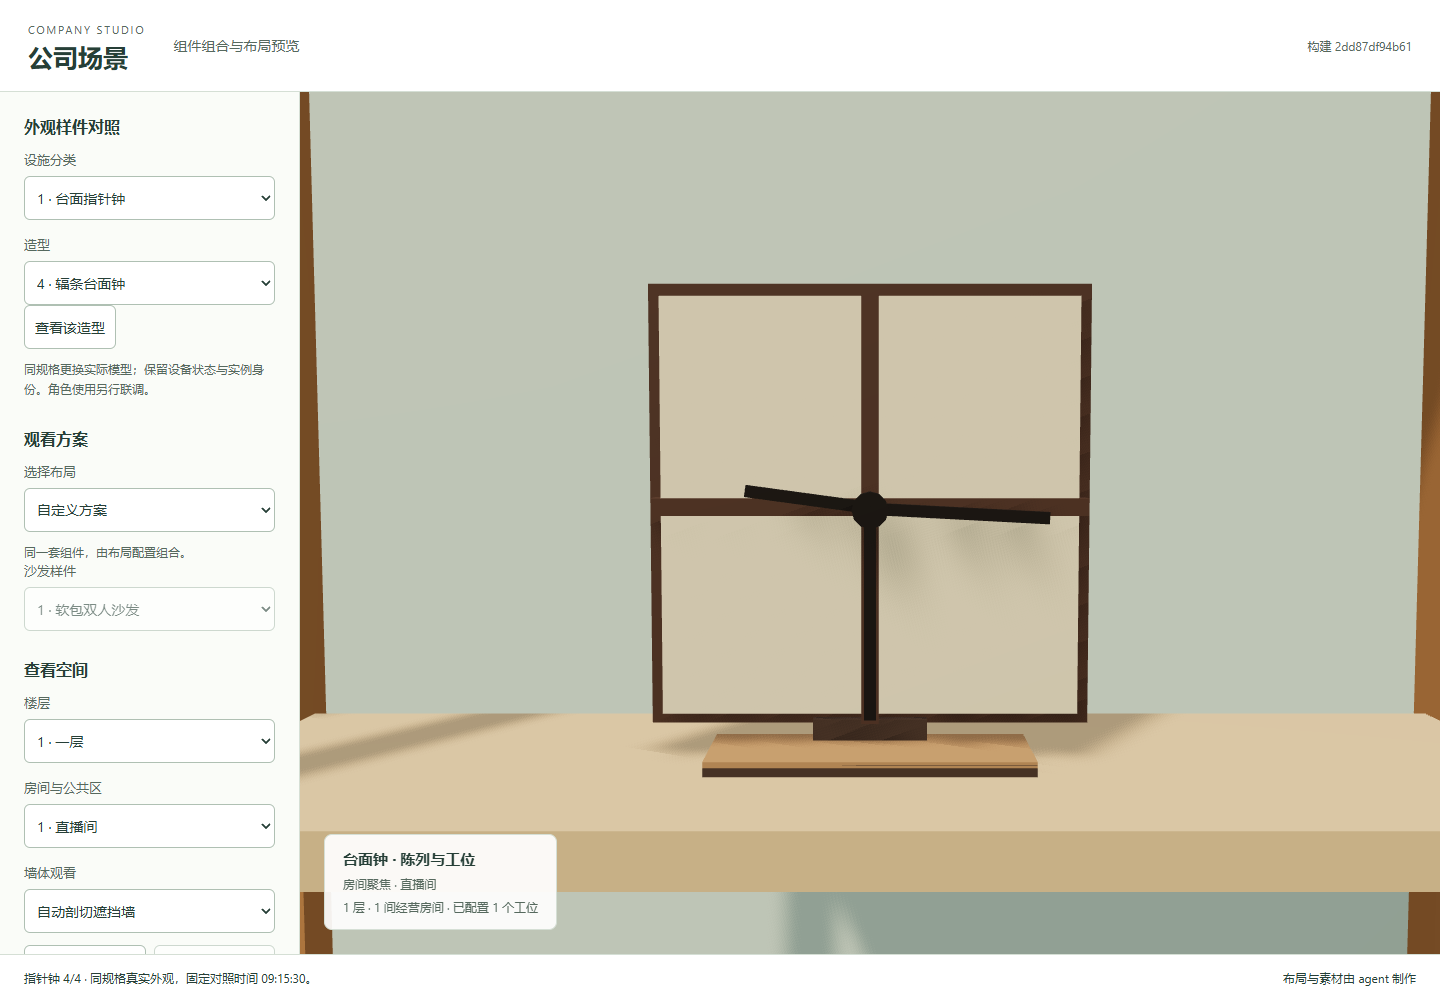 COMPANY STUDIO
公司场景
组件组合与布局预览
构建 2dd87df94b61
外观样件对照
设施分类
1 · 台面指针钟
造型
4 · 辐条台面钟
查看该造型
同规格更换实际模型；保留设备状态与实例身
份。角色使用另行联调。
观看方案
选择布局
自定义方案
同一套组件，由布局配置组合。
沙发样件
1 · 软包双人沙发
查看空间
楼层
1 · 一层
房间与公共区
1 · 直播间
墙体观看
自动剖切遮挡墙
台面钟 · 陈列与工位
房间聚焦 · 直播间
1 层 · 1 间经营房间 · 已配置 1 个工位
指针钟 4/4 · 同规格真实外观，固定对照时间 09:15:30。
布局与素材由 agent 制作